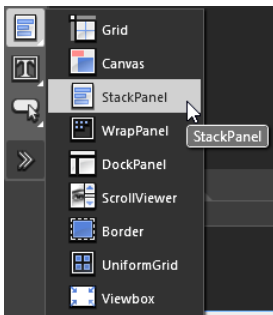 Grid
Canvas
StackPanel
WrapPanel
StackPanel
DockPanel
ScrollViewer
Border
UniformGrid
Viewbox